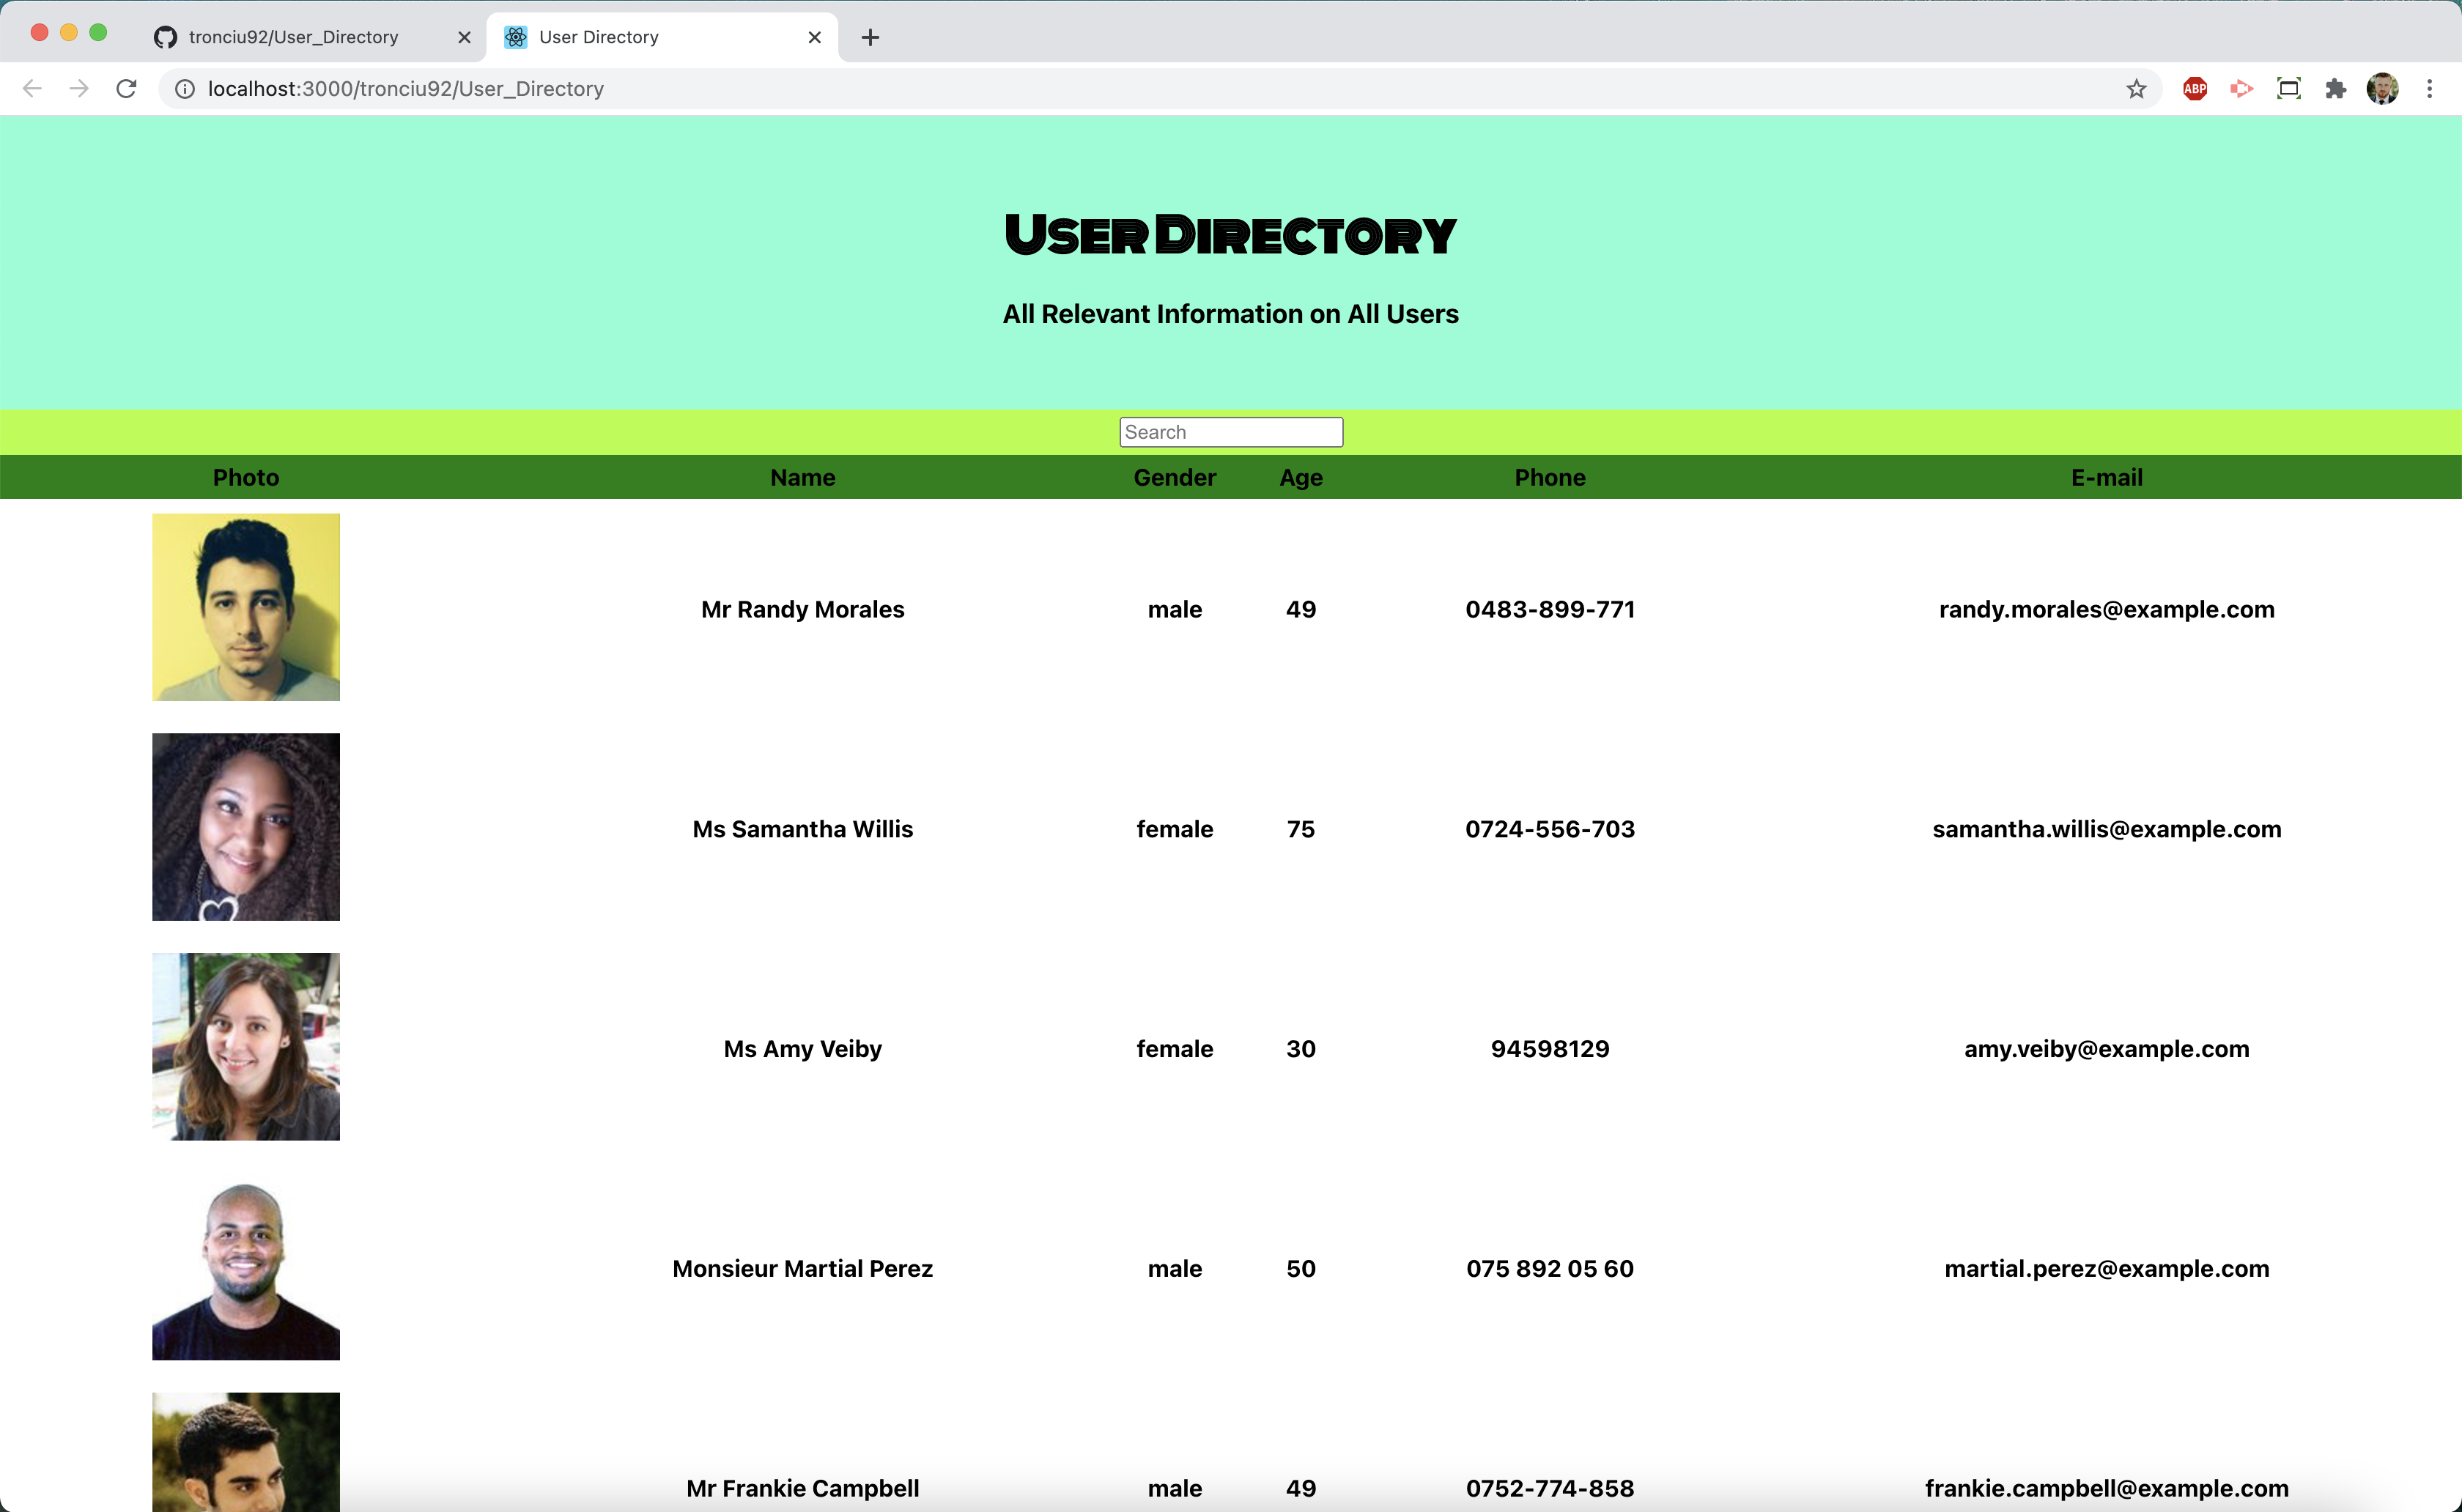 tronciu92/User_Directory
User Directory
localhost:3000/tronciu92/User_Directory
ABP
User Directory
All Relevant Information on All Users
Search
Photo Name Gender Age Phone E-mail
Mr Randy Morales male 49 0483-899-771 randy.morales@example.com
Ms Samantha Willis female 75 0724-556-703 samantha.willis@example.com
Ms Amy Veiby female 30 94598129 amy.veiby@example.com
Monsieur Martial Perez male 50 075 892 05 60 martial.perez@example.com
Mr Frankie Campbell male 49 0752-774-858 frankie.campbell@example.com